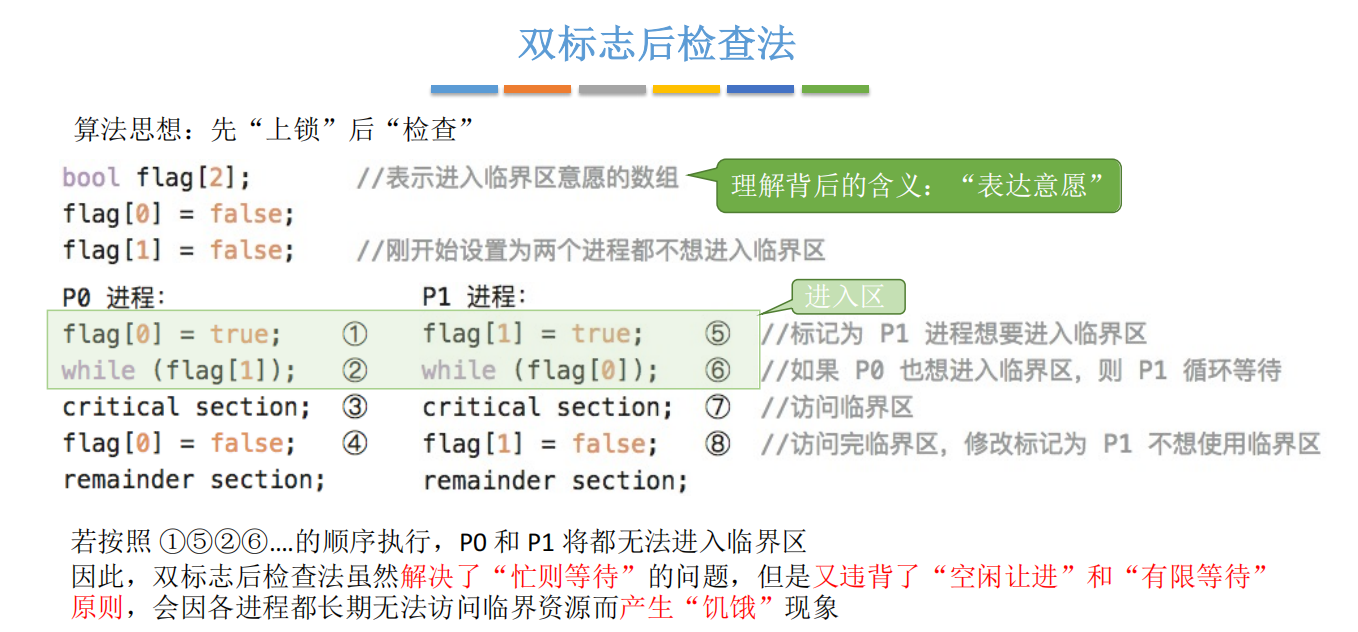 双标志后检查法
算法思想：先“上锁”后“检查”
bool flag[2]; //表示进入临界区意愿的数组
理解背后的含义：“表达意愿”
flag[0] = false;
flag[1] = false; //刚开始设置为两个进程都不想进入临界区
P0 进程： P1 进程：
进入区
flag[0] = true; ① flag[1] = true; ⑤ //标记为 P1 进程想要进入临界区
while (flag[1]); ② while (flag[0]); ⑥ //如果 P0 也想进入临界区，则 P1 循环等待
critical section; ③ critical section; ⑦ //访问临界区
flag[0] = false; ④ flag[1] = false; ⑧ //访问完临界区，修改标记为 P1 不想使用临界区
remainder section; remainder section;
若按照 ①⑤②⑥....的顺序执行，P0 和 P1 将都无法进入临界区
因此，双标志后检查法虽然解决了“忙则等待”的问题，但是又违背了“空闲让进”和“有限等待”
原则，会因各进程都长期无法访问临界资源而产生“饥饿”现象